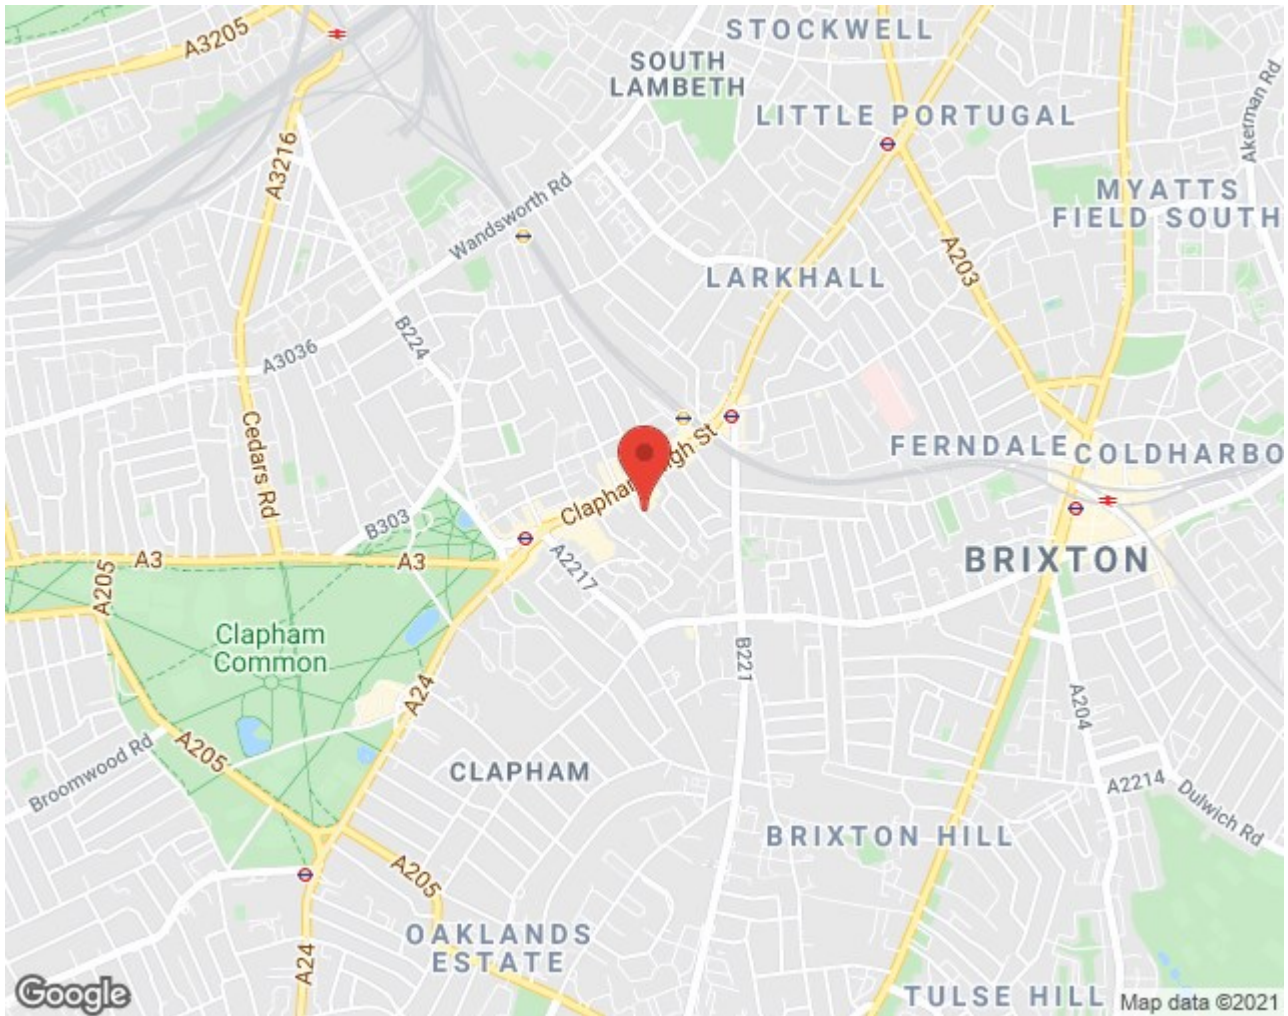 STOCKWELL
A3205
SOUTH
LAMBETH
LITTLE PORTUGAL
Akerman Rd
A3216
MYATTS
FIELD SOUTH
Wandsworth Rd
A203
LARKHALL
B224
A3036
Cedars Rd
FERNDALE
COLDHARBO
Clapham High St
B303
BRIXTON
A3
A3
A2217
A205
Clapham
Common
B221
A24
A204
A205
Broomwood Rd
CLAPHAM
A2214
Dulwich Rd
BRIXTON HILL
A205
OAKLANDS
ESTATE
A24
TULSE HILL
Google
Map data ©2021